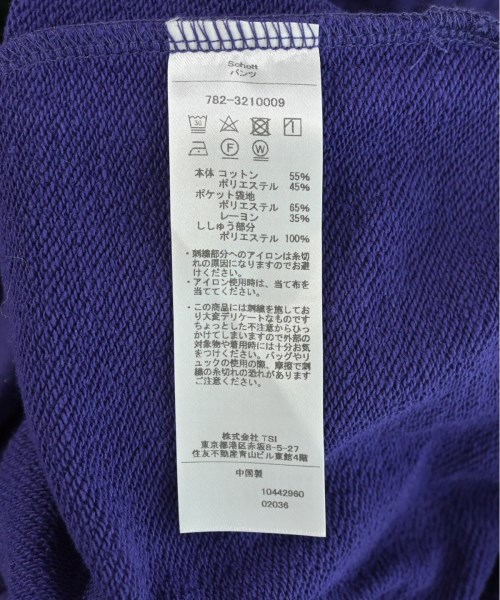 Schott
パンツ
782-3210009
30
F W
本体 コットン 55%
ポリエステル 45%
ポケット袋地
ポリエステル 65%
レーヨン 35%
ししゅう部分
ポリエステル 100%
・刺繍部分へのアイロンは糸切
れの原因になりますのでお避
けください。
・アイロン使用時は、当て布を
当ててください。
・この商品には刺繍を施してお
り大変デリケートなものです
ちょっとした不注意からひっ
かけてしまいますので外部の
対象物や着用時には十分お気
をつけください。バッグやリ
ュックの使用の際、摩擦で刺
繍の糸切れの恐れがあります
ご注意ください。
株式会社 TSI
東京都港区赤坂8-5-27
住友不動産青山ビル東館4階
中国製
10442960
02036